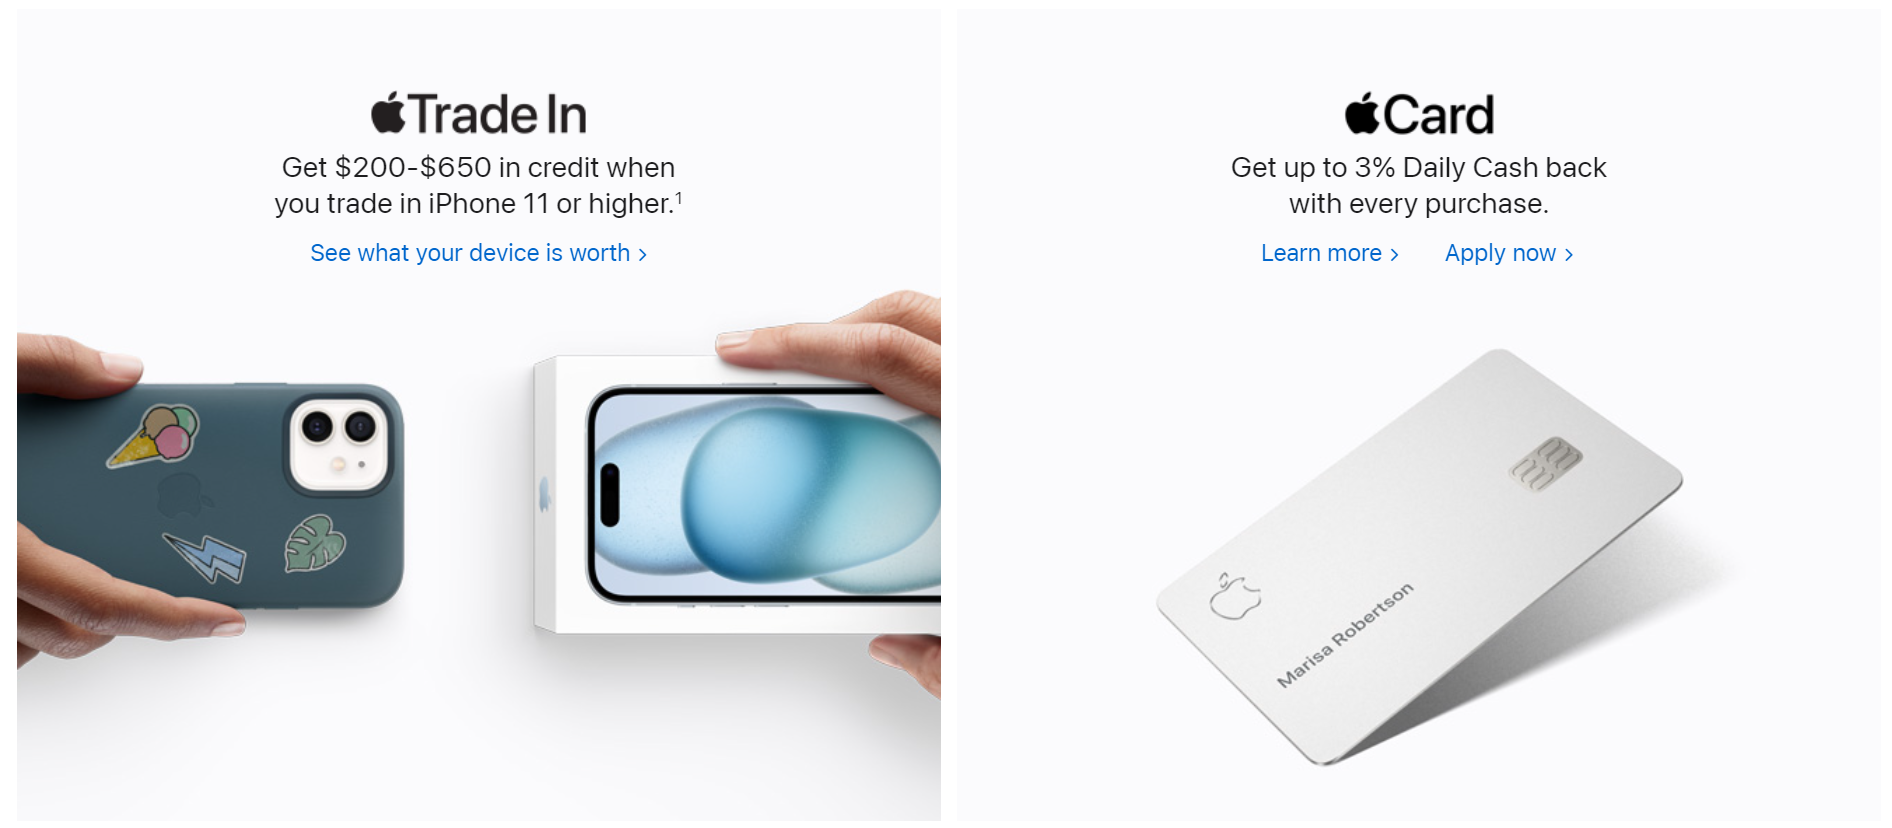 Trade In
Get $200-$650 in credit when
you trade in iPhone 11 or higher.¹
See what your device is worth >
Card
Get up to 3% Daily Cash back
with every purchase.
Learn more > Apply now >
Marisa Robertson